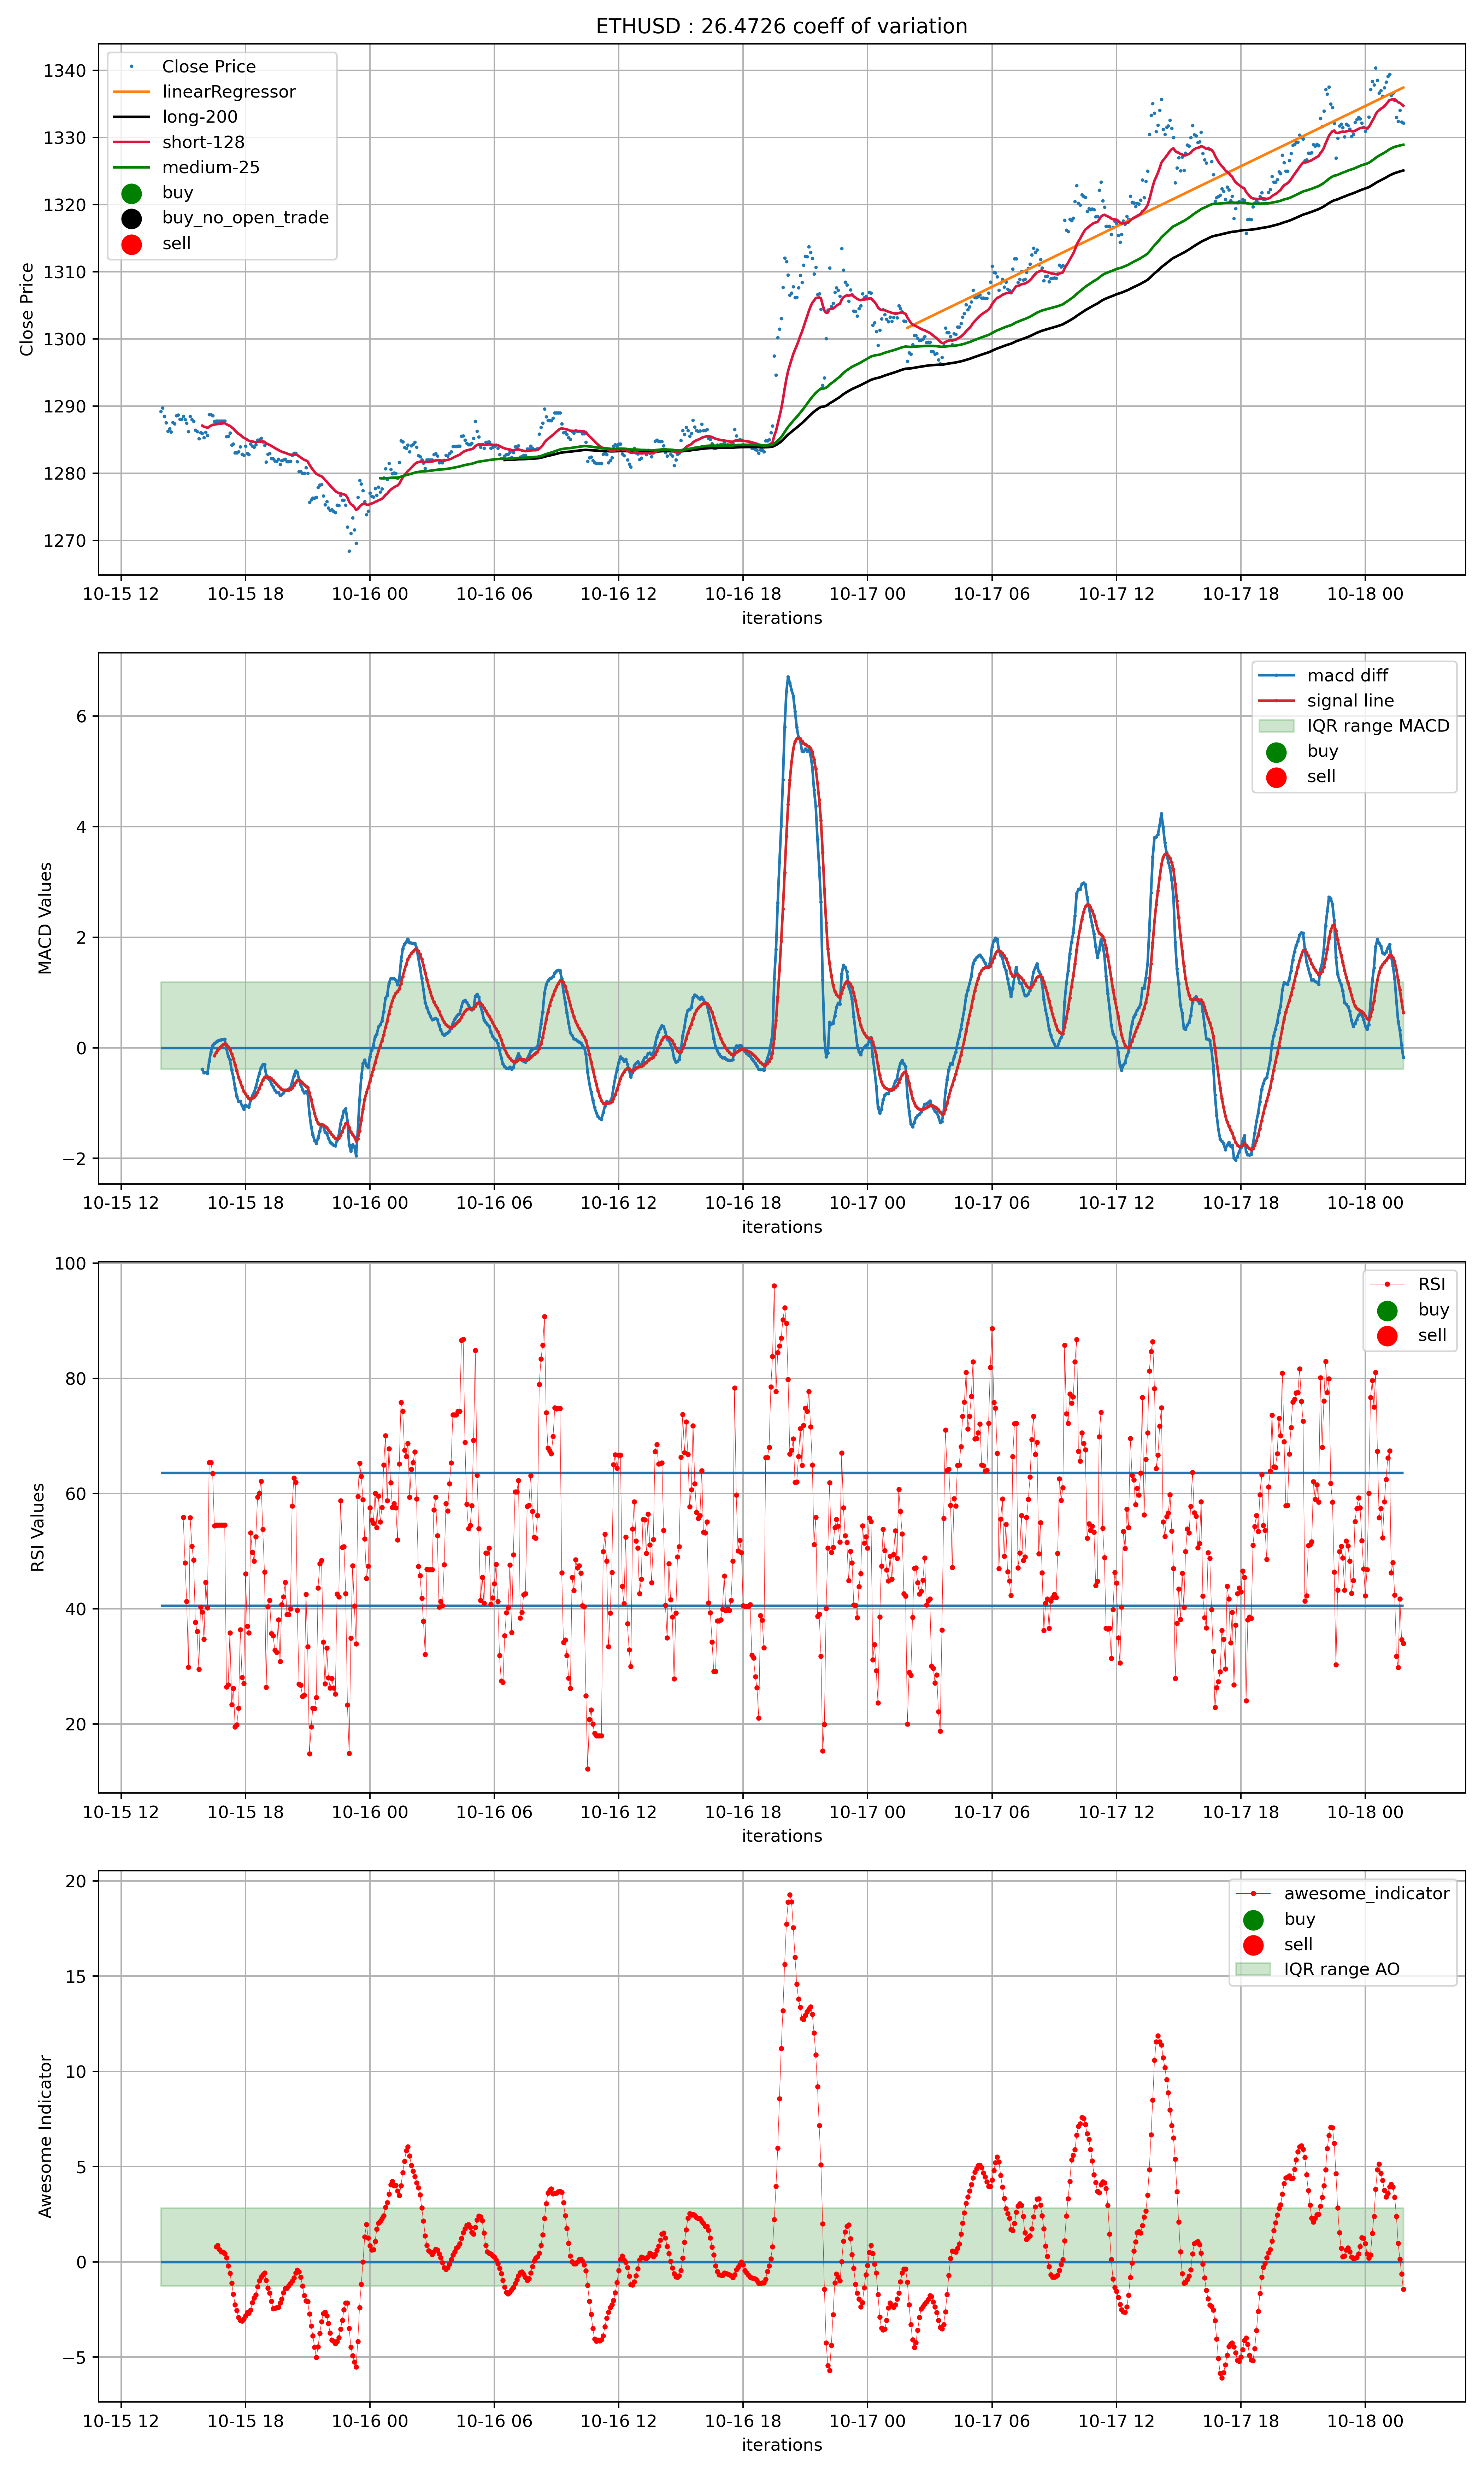 ETHUSD : 26.4726 coeff of variation
Close Price
linearRegressor
long-200
short-128
medium-25
buy
buy_no_open_trade
sell
Close Price
1340
1330
1320
1310
1300
1290
1280
1270
10-15 12 10-15 18 10-16 00 10-16 06 10-16 12 10-16 18 10-17 00 10-17 06 10-17 12 10-17 18 10-18 00
iterations
macd diff
signal line
IQR range MACD
buy
sell
MACD Values
6
4
2
0
−2
10-15 12 10-15 18 10-16 00 10-16 06 10-16 12 10-16 18 10-17 00 10-17 06 10-17 12 10-17 18 10-18 00
iterations
RSI
buy
sell
RSI Values
100
80
60
40
20
10-15 12 10-15 18 10-16 00 10-16 06 10-16 12 10-16 18 10-17 00 10-17 06 10-17 12 10-17 18 10-18 00
iterations
awesome_indicator
buy
sell
IQR range AO
Awesome Indicator
20
15
10
5
0
−5
10-15 12 10-15 18 10-16 00 10-16 06 10-16 12 10-16 18 10-17 00 10-17 06 10-17 12 10-17 18 10-18 00
iterations